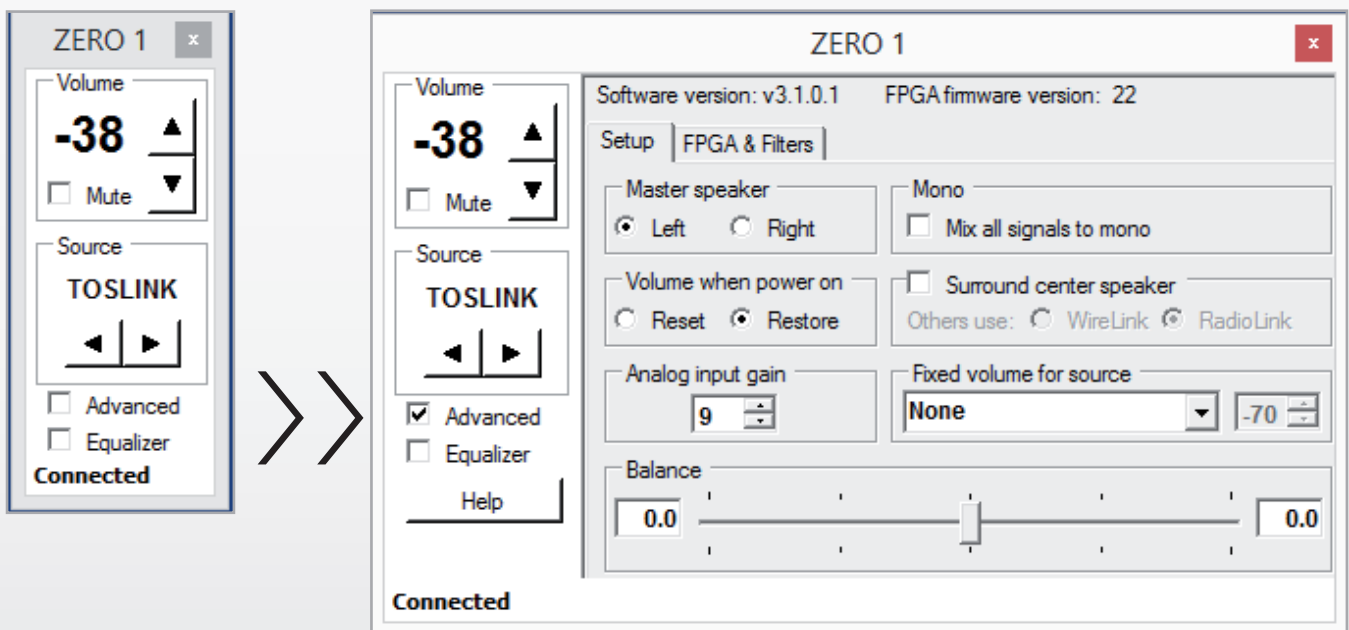 ZERO 1
x
Volume
-38
Mute
Source
TOSLINK
Advanced
Equalizer
Connected
ZERO 1
x
Volume
-38
Mute
Source
TOSLINK
Advanced
Equalizer
Help
Connected
Software version: v3.1.0.1 FPGA firmware version: 22
Setup FPGA & Filters
Master speaker
Left Right
Mono
Mix all signals to mono
Volume when power on
Reset Restore
Surround center speaker
Others use: WireLink RadioLink
Analog input gain
9
Fixed volume for source
None -70
Balance
0.0 0.0